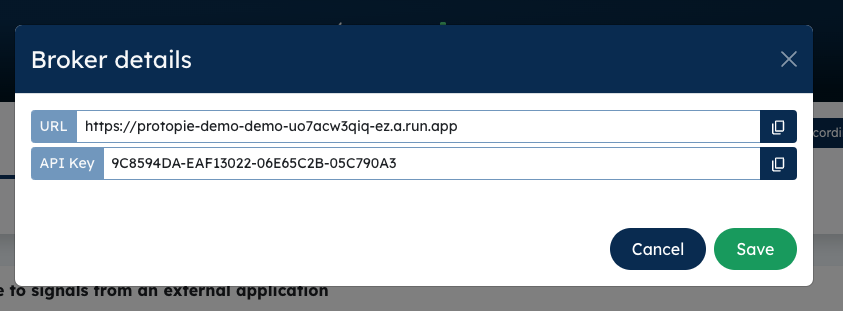 Broker details
URL https://protopie-demo-demo-uo7acw3qiq-ez.a.run.app
API Key 9C8594DA-EAF13022-06E65C2B-05C790A3
Cancel Save
to signals from an external application